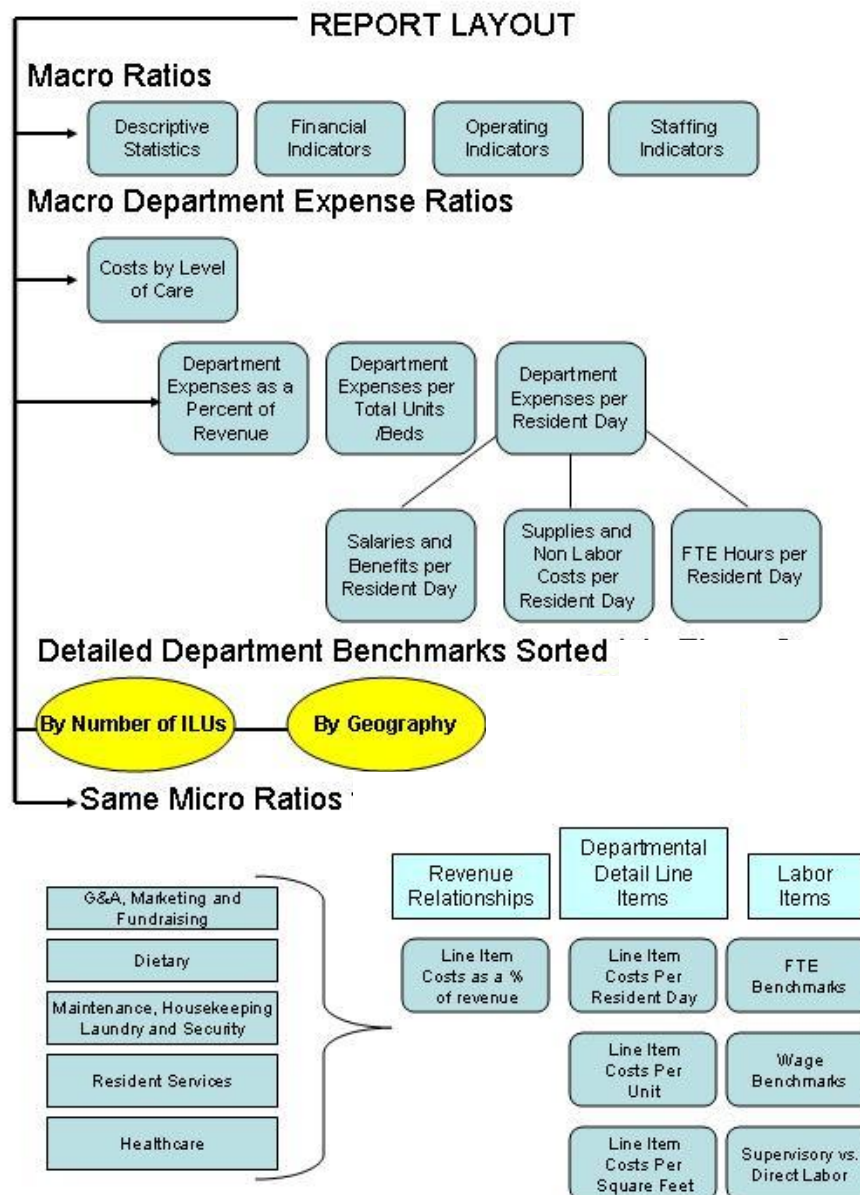 REPORT LAYOUT
Macro Ratios
Descriptive
Statistics
Financial
Indicators
Operating
Indicators
Staffing
Indicators
Macro Department Expense Ratios
Costs by Level
of Care
Department
Expenses as a
Percent of
Revenue
Department
Expenses per
Total Units
/Beds
Department
Expenses per
Resident Day
Salaries and
Benefits per
Resident Day
Supplies and
Non Labor
Costs per
Resident Day
FTE Hours per
Resident Day
Detailed Department Benchmarks Sorted
By Number of ILUs
By Geography
Same Micro Ratios
G&A, Marketing and
Fundraising
Dietary
Maintenance, Housekeeping
Laundry and Security
Resident Services
Healthcare
Revenue
Relationships
Line Item
Costs as a %
of revenue
Departmental
Detail Line
Items
Line Item
Costs Per
Resident Day
Line Item
Costs Per
Unit
Line Item
Costs Per
Square Feet
Labor
Items
FTE
Benchmarks
Wage
Benchmarks
Supervisory vs.
Direct Labor